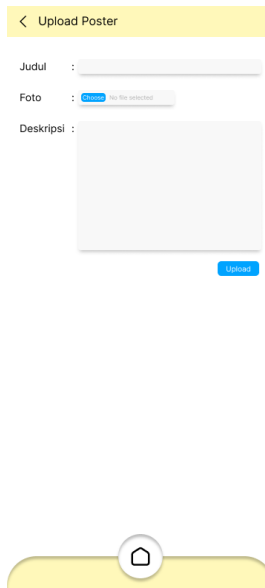 Upload Poster
Judul :
Foto : Choose No file selected
Deskripsi :
Upload